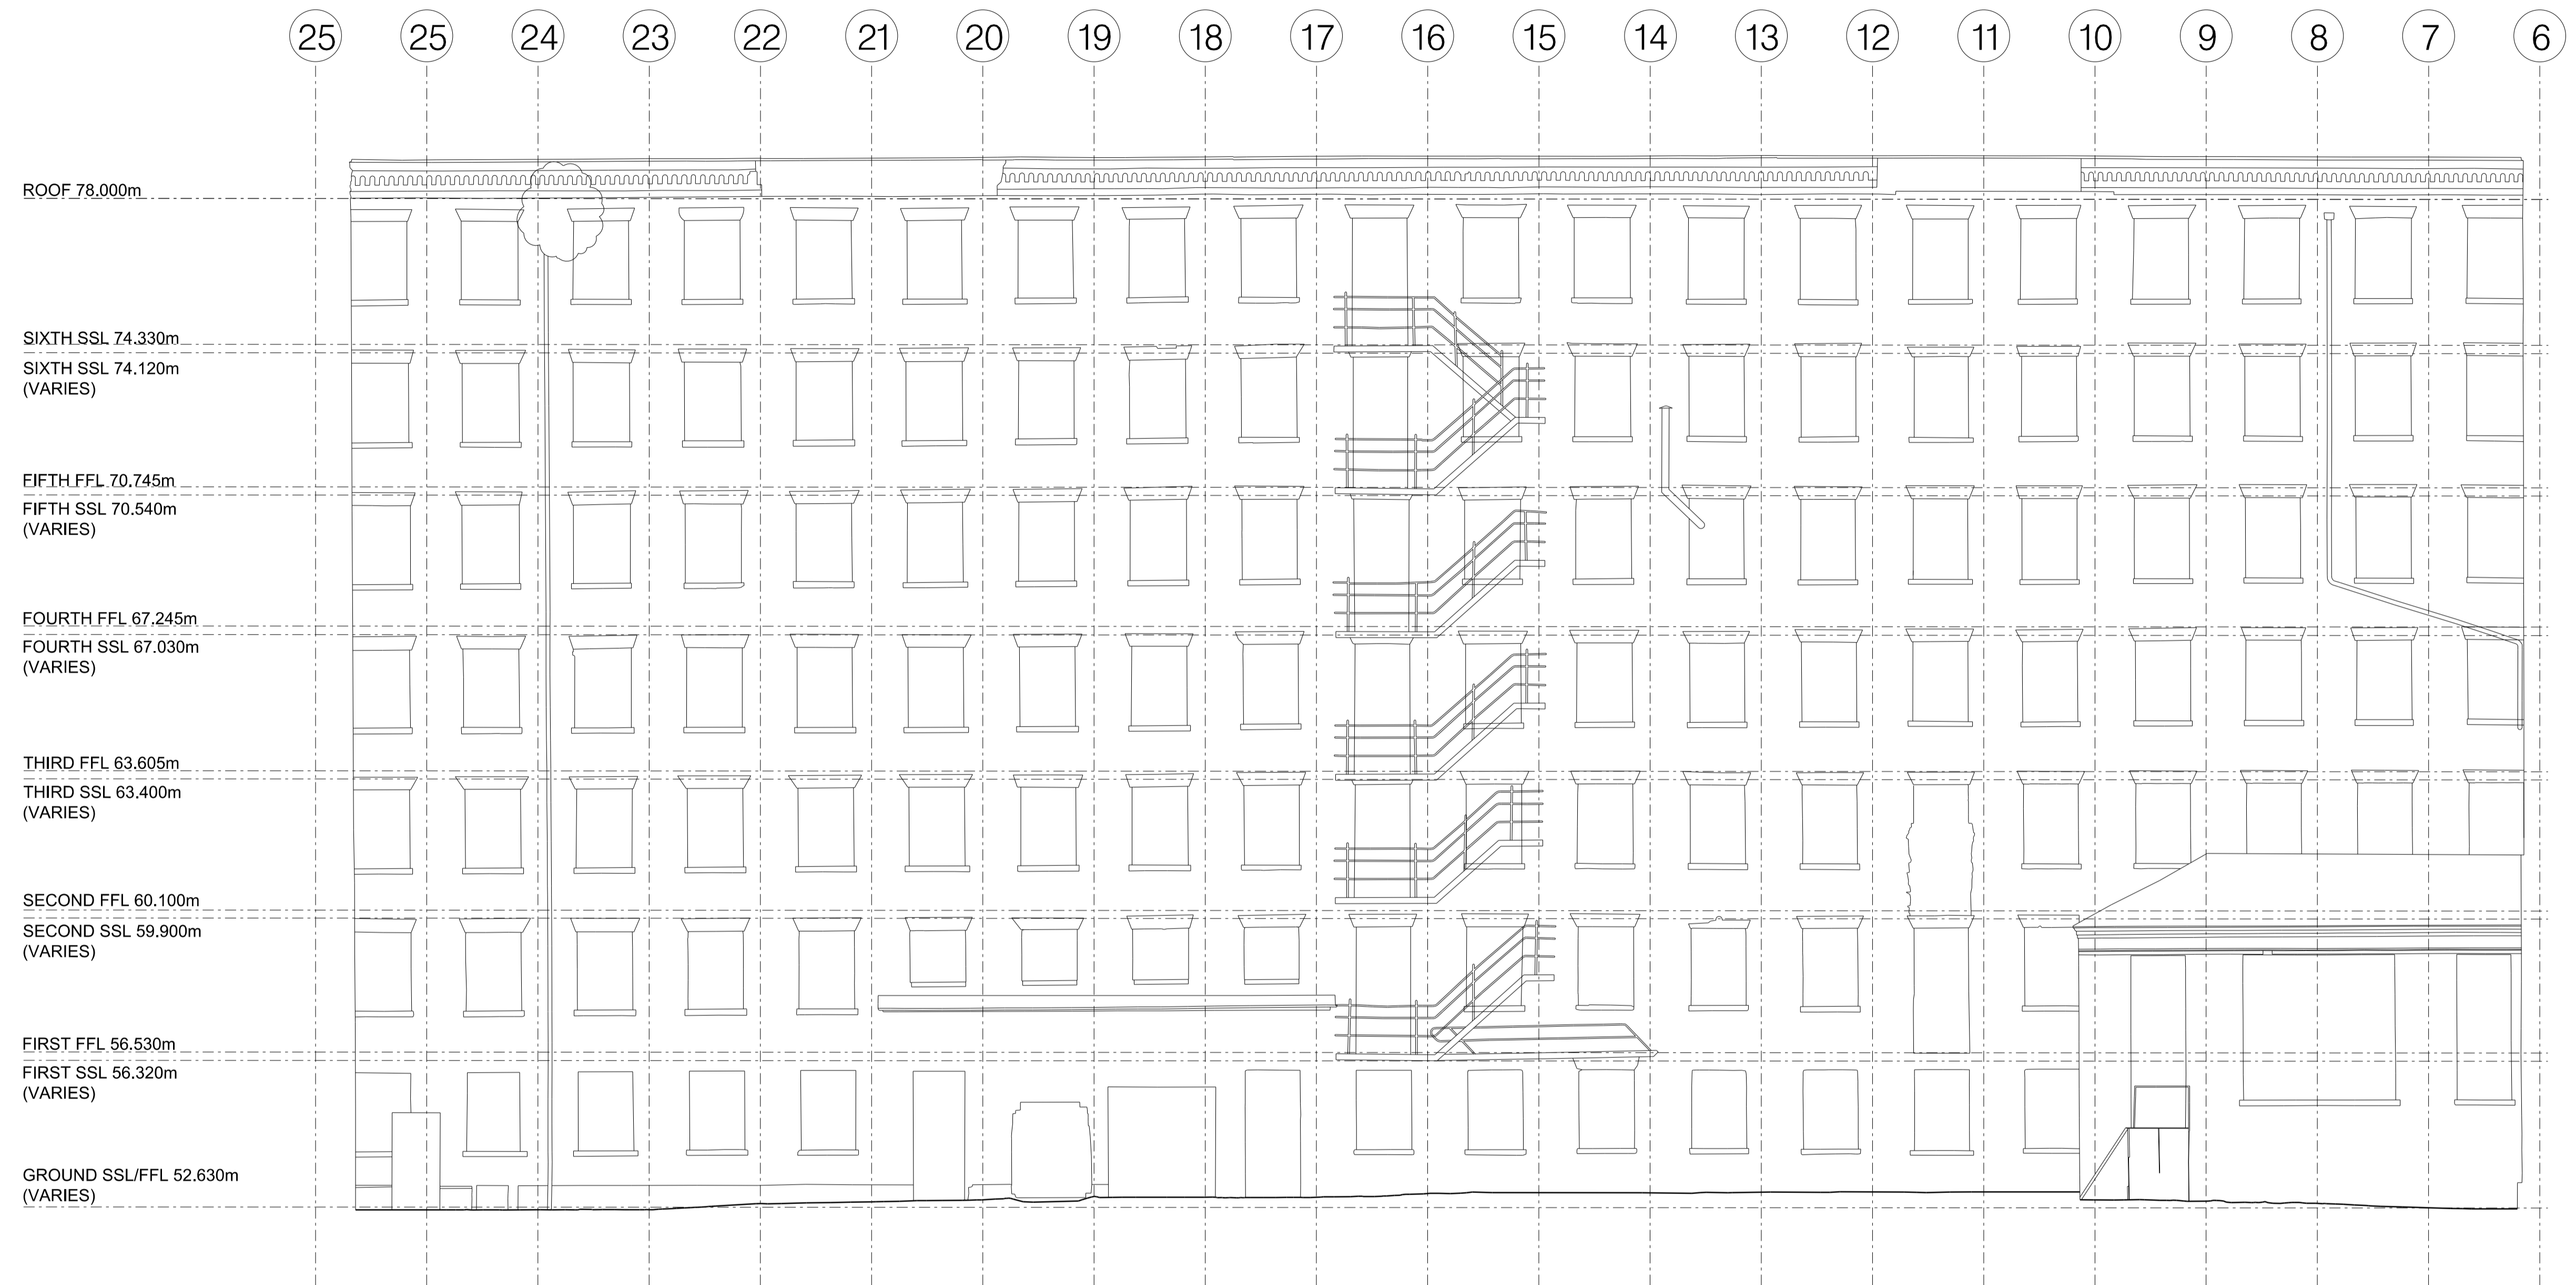 25 25 24 23 22 21 20 19 18 17 16 15 14 13 12 11 10 9 8 7 6
ROOF 78.000m
SIXTH SSL 74.330m
SIXTH SSL 74.120m
(VARIES)
FIFTH FFL 70.745m
FIFTH SSL 70.540m
(VARIES)
FOURTH FFL 67.245m
FOURTH SSL 67.030m
(VARIES)
THIRD FFL 63.605m
THIRD SSL 63.400m
(VARIES)
SECOND FFL 60.100m
SECOND SSL 59.900m
(VARIES)
FIRST FFL 56.530m
FIRST SSL 56.320m
(VARIES)
GROUND SSL/FFL 52.630m
(VARIES)